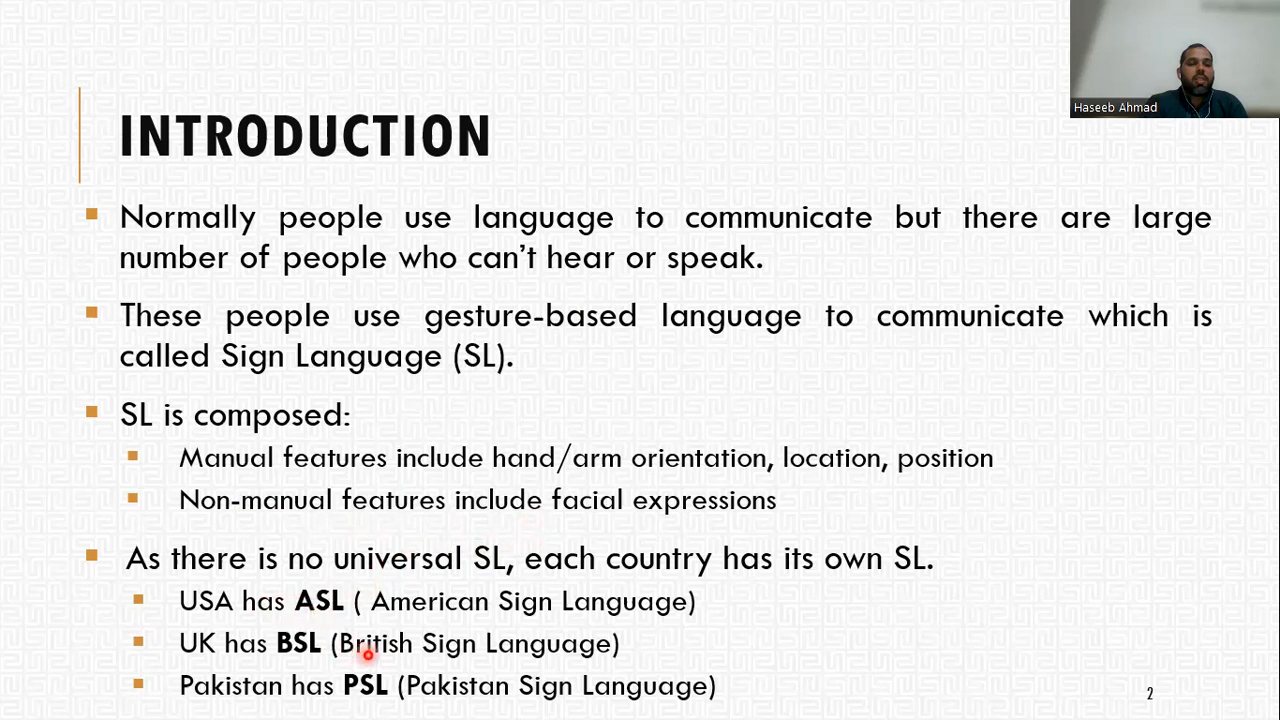 Haseeb Ahmad
INTRODUCTION
Normally people use language to communicate but there are large
number of people who can't hear or speak.
These people use gesture-based language to communicate which is
called Sign Language (SL).
SL is composed:
Manual features include hand/arm orientation, location, position
Non-manual features include facial expressions
As there is no universal SL, each country has its own SL.
USA has ASL ( American Sign Language)
UK has BSL (British Sign Language)
Pakistan has PSL (Pakistan Sign Language)
2